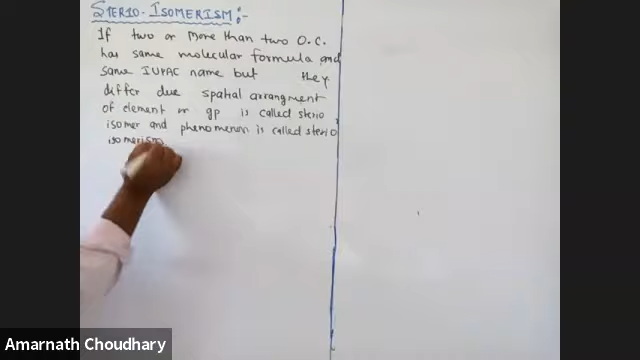 STERIO-ISOMERISM:-
If two or more than two O.C.
has same molecular formula and
same IUPAC name but they
differ due spatial arrangment
of element or gp is called sterio
isomer and phenomenon is called sterio
isomerism
Amarnath Choudhary